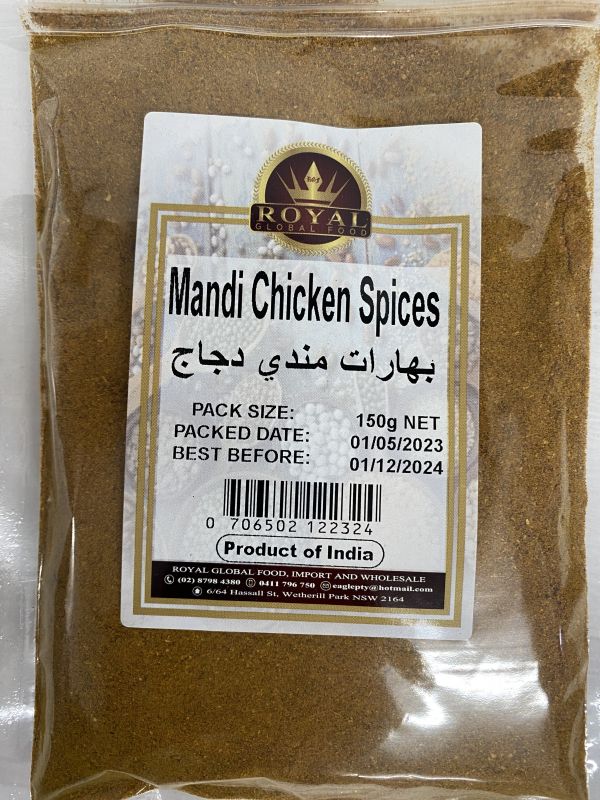 ROYAL
GLOBAL FOOD
Mandi Chicken Spices
بهارات مندي دجاج
PACK SIZE: 150g NET
PACKED DATE: 01/05/2023
BEST BEFORE: 01/12/2024
0 706502 122324
Product of India
ROYAL GLOBAL FOOD, IMPORT AND WHOLESALE
(02) 8798 4380 0411 796 750 eaglepty@hotmail.com
6/64 Hassall St, Wetherill Park NSW 2164